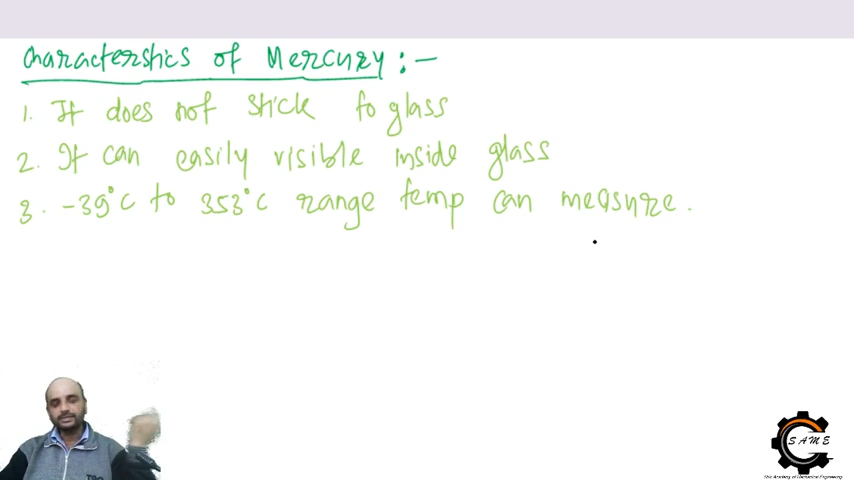 Characterstics of Mercury :-
1. It does not stick to glass
2. It can easily visible inside glass
3. -39°C to 353°C range temp can measure.
SAME